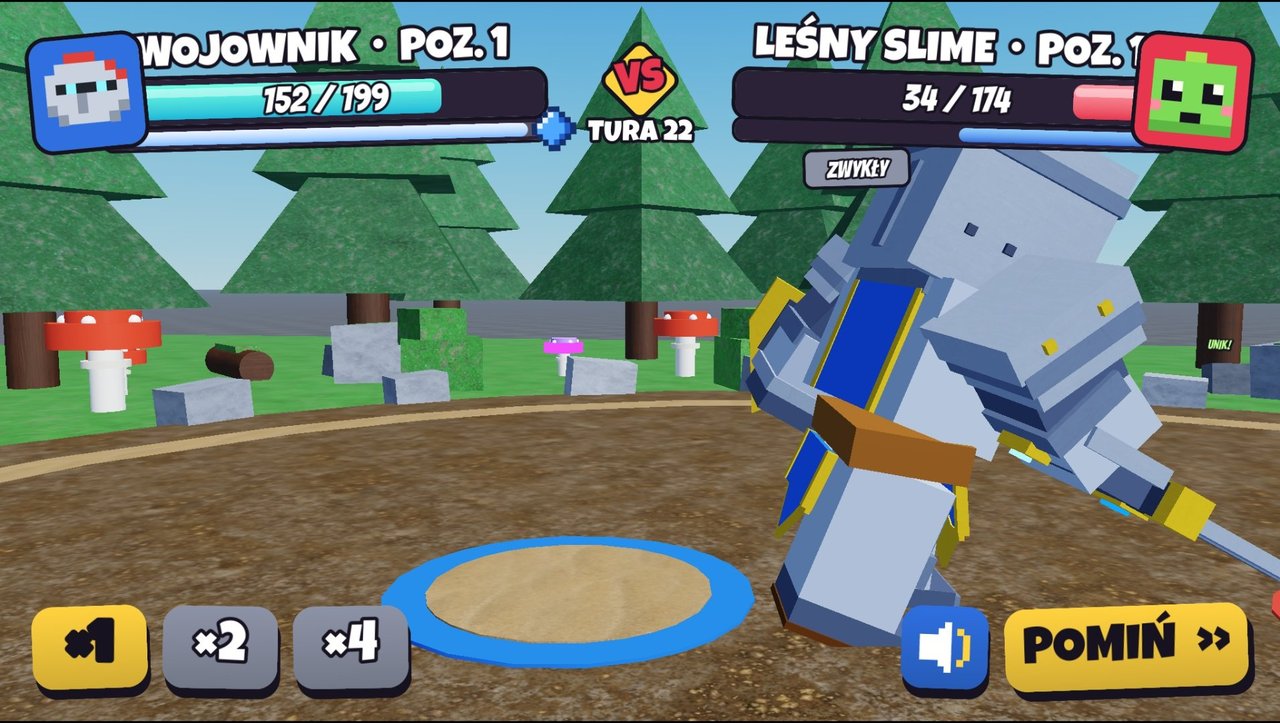 WOJOWNIK • POZ. 1
152 / 199
VS
TURA 22
LEŚNY SLIME • POZ. 1
34 / 174
ZWYKŁY
UNIK!
×1
×2
×4
POMIŃ »